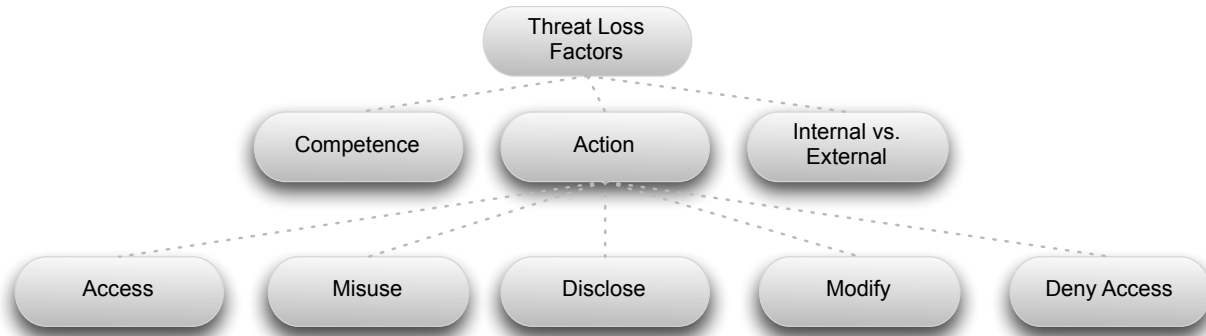 Threat Loss
Factors
Competence
Action
Internal vs.
External
Access
Misuse
Disclose
Modify
Deny Access